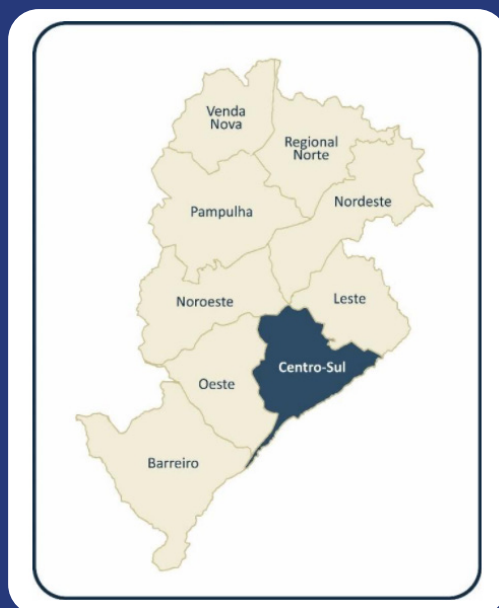 Venda
Nova
Regional
Norte
Nordeste
Pampulha
Noroeste
Leste
Centro-Sul
Oeste
Barreiro